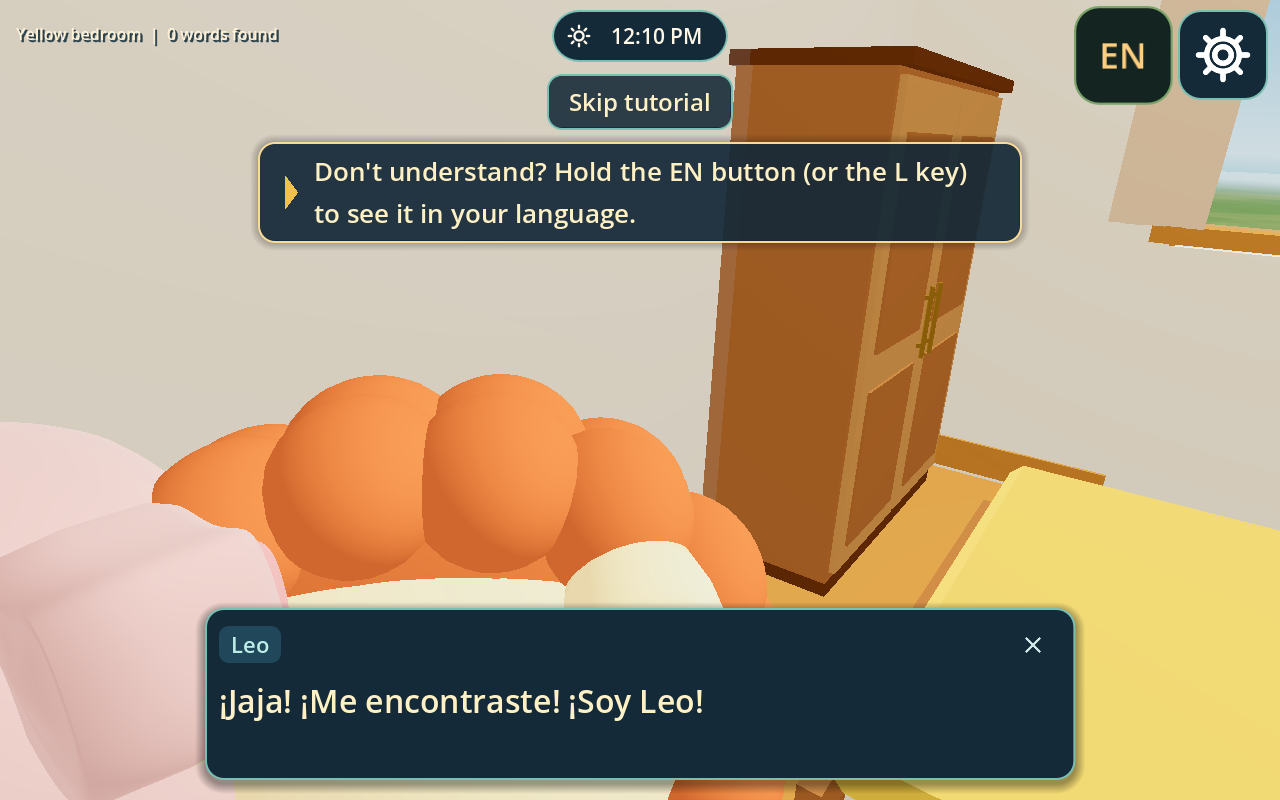 Yellow bedroom | 0 words found
12:10 PM
EN
Skip tutorial
Don't understand? Hold the EN button (or the L key)
to see it in your language.
Leo
¡Jaja! ¡Me encontraste! ¡Soy Leo!